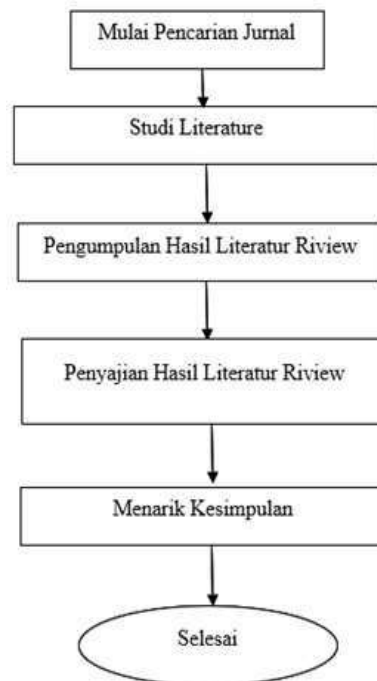 Mulai Pencarian Jurnal
Studi Literature
Pengumpulan Hasil Literatur Riview
Penyajian Hasil Literatur Riview
Menarik Kesimpulan
Selesai